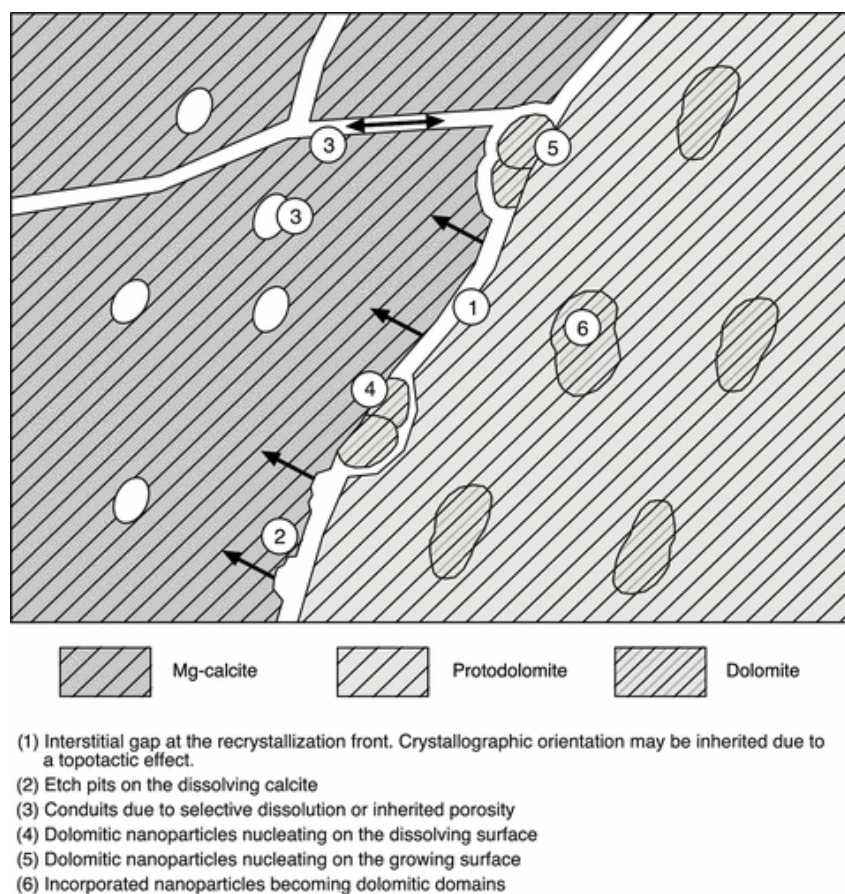 3
5
3
1
6
4
2
Mg-calcite
Protodolomite
Dolomite
(1) Interstitial gap at the recrystallization front. Crystallographic orientation may be inherited due to
a topotactic effect.
(2) Etch pits on the dissolving calcite
(3) Conduits due to selective dissolution or inherited porosity
(4) Dolomitic nanoparticles nucleating on the dissolving surface
(5) Dolomitic nanoparticles nucleating on the growing surface
(6) Incorporated nanoparticles becoming dolomitic domains